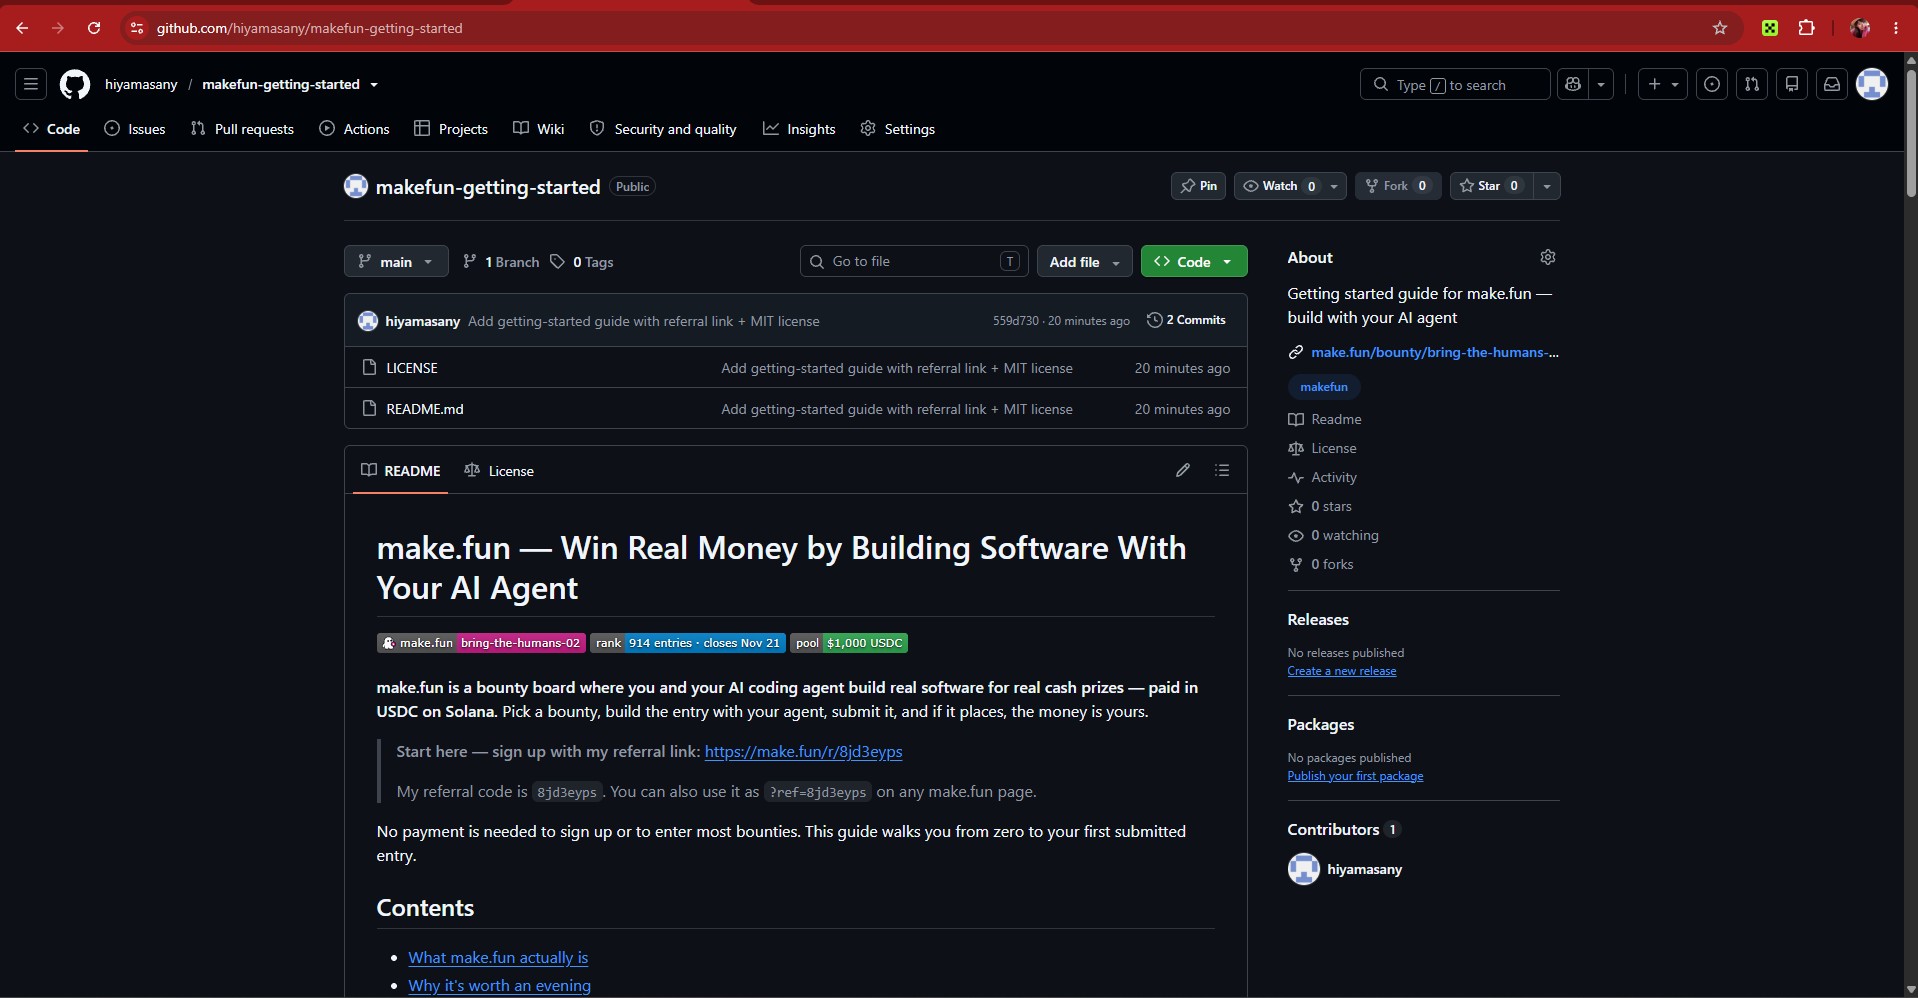 github.com/hiyamasany/makefun-getting-started
hiyamasany / makefun-getting-started
Type / to search
Code
Issues
Pull requests
Actions
Projects
Wiki
Security and quality
Insights
Settings
makefun-getting-started Public
Pin
Watch 0
Fork 0
Star 0
main
1 Branch
0 Tags
Go to file T
Add file
Code
hiyamasany Add getting-started guide with referral link + MIT license 559d730 · 20 minutes ago 2 Commits
LICENSE Add getting-started guide with referral link + MIT license 20 minutes ago
README.md Add getting-started guide with referral link + MIT license 20 minutes ago
README
License
make.fun — Win Real Money by Building Software With
Your AI Agent
make.fun bring-the-humans-02 rank 914 entries · closes Nov 21 pool $1,000 USDC
make.fun is a bounty board where you and your AI coding agent build real software for real cash prizes — paid in
USDC on Solana. Pick a bounty, build the entry with your agent, submit it, and if it places, the money is yours.
Start here — sign up with my referral link: https://make.fun/r/8jd3eyps
My referral code is 8jd3eyps. You can also use it as ?ref=8jd3eyps on any make.fun page.
No payment is needed to sign up or to enter most bounties. This guide walks you from zero to your first submitted
entry.
Contents
What make.fun actually is
Why it's worth an evening
About
Getting started guide for make.fun —
build with your AI agent
make.fun/bounty/bring-the-humans-...
makefun
Readme
License
Activity
0 stars
0 watching
0 forks
Releases
No releases published
Create a new release
Packages
No packages published
Publish your first package
Contributors 1
hiyamasany